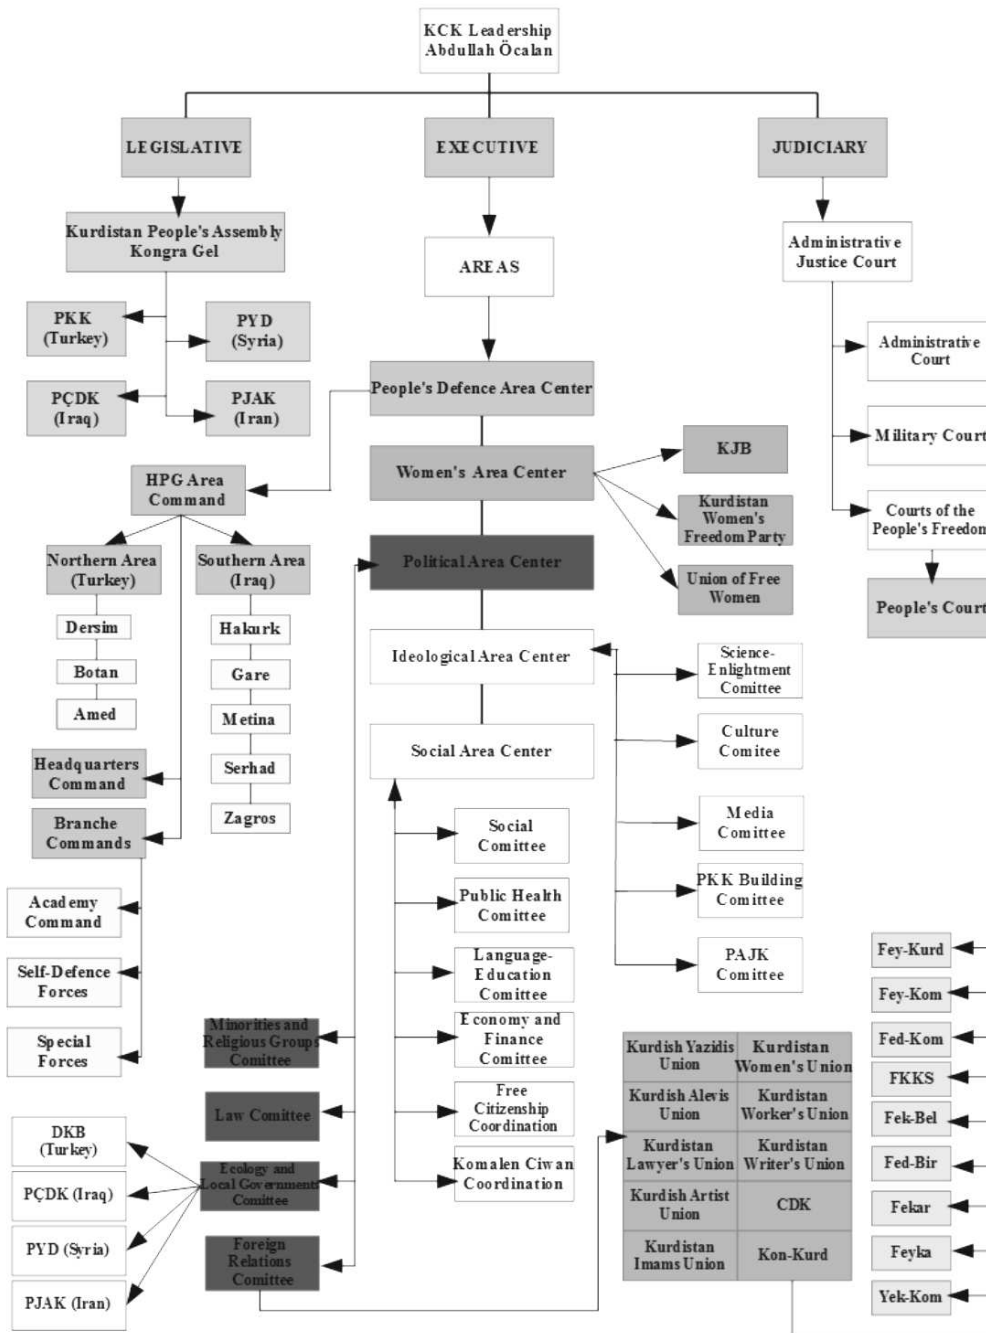 KCK Leadership
Abdullah Öcalan
LEGISLATIVE
EXECUTIVE
JUDICIARY
Kurdistan People's Assembly
Kongra Gel
AREAS
Administrative
Justice Court
PKK
(Turkey)
PYD
(Syria)
PÇDK
(Iraq)
PJAK
(Iran)
Administrative
Court
Military Court
Courts of the
People's Freedom
People's Court
People's Defence Area Center
Women's Area Center
Political Area Center
Ideological Area Center
Social Area Center
KJB
Kurdistan
Women's
Freedom Party
Union of Free
Women
HPG Area
Command
Northern Area
(Turkey)
Dersim
Botan
Amed
Southern Area
(Iraq)
Hakurk
Gare
Metina
Serhad
Zagros
Headquarters
Command
Branche
Commands
Academy
Command
Self-Defence
Forces
Special
Forces
Science-
Enlightment
Comittee
Culture
Comitee
Media
Comittee
PKK Building
Comittee
PAJK
Comittee
Social
Comittee
Public Health
Comittee
Language-
Education
Comittee
Economy and
Finance
Comittee
Free
Citizenship
Coordination
Komalen Ciwan
Coordination
Minorities and
Religious Groups
Comittee
Law Comittee
Ecology and
Local Governments
Comittee
Foreign
Relations
Comittee
DKB
(Turkey)
PÇDK (Iraq)
PYD (Syria)
PJAK (Iran)
Kurdish Yazidis
Union
Kurdistan
Women's Union
Kurdish Alevis
Union
Kurdistan
Worker's Union
Kurdistan
Lawyer's Union
Kurdistan
Writer's Union
Kurdish Artist
Union
CDK
Kurdistan
Imams Union
Kon-Kurd
Fey-Kurd
Fey-Kom
Fed-Kom
FKKS
Fek-Bel
Fed-Bir
Fekar
Feyka
Yek-Kom